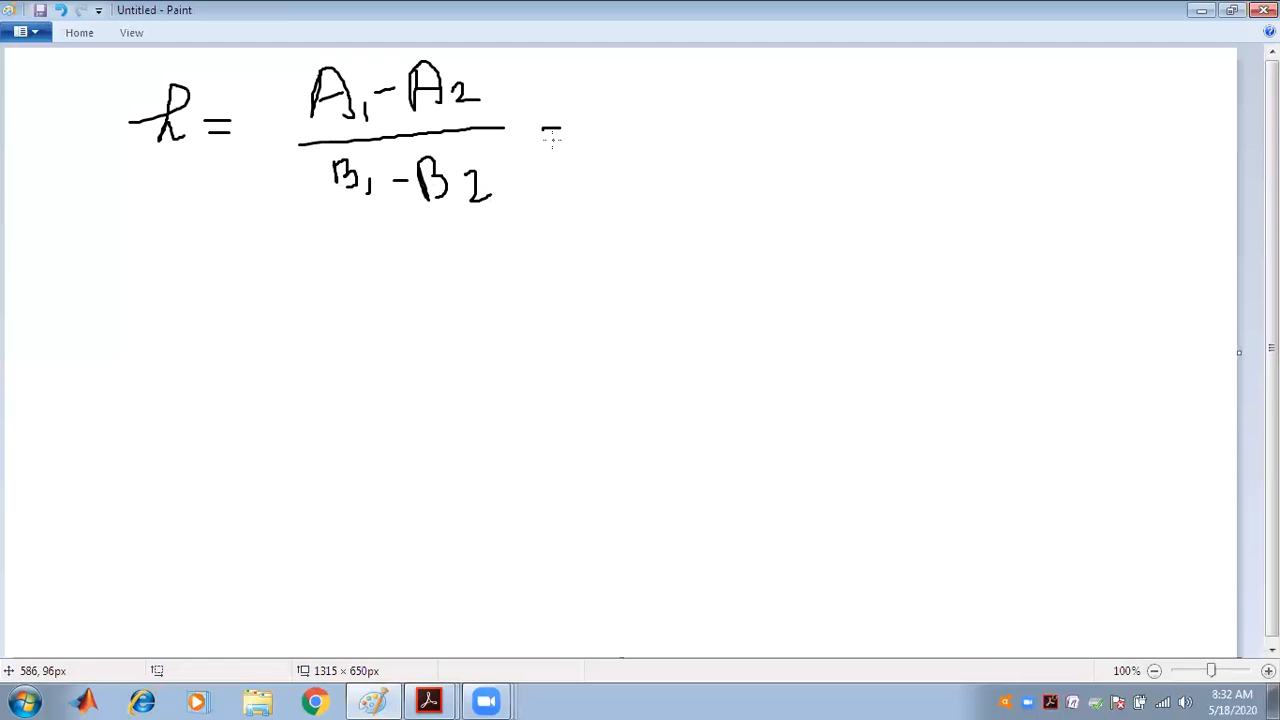 Untitled - Paint
Home View
h = A1 - A2 =
B1 - B2
586, 96px 1315 × 650px 100%
8:32 AM
5/18/2020